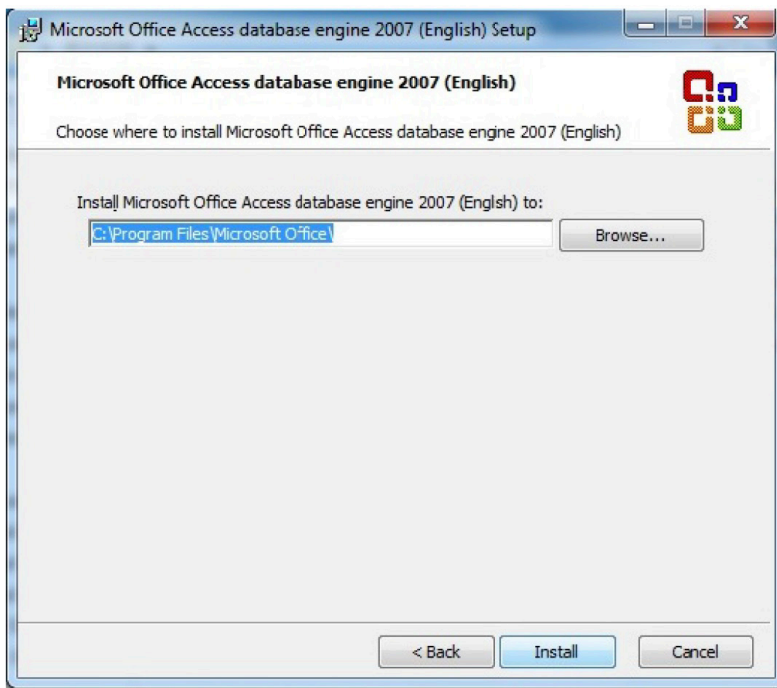 Microsoft Office Access database engine 2007 (English) Setup
Microsoft Office Access database engine 2007 (English)
Choose where to install Microsoft Office Access database engine 2007 (English)
Install Microsoft Office Access database engine 2007 (Englsh) to:
C:\Program Files\Microsoft Office\
Browse...
< Back
Install
Cancel